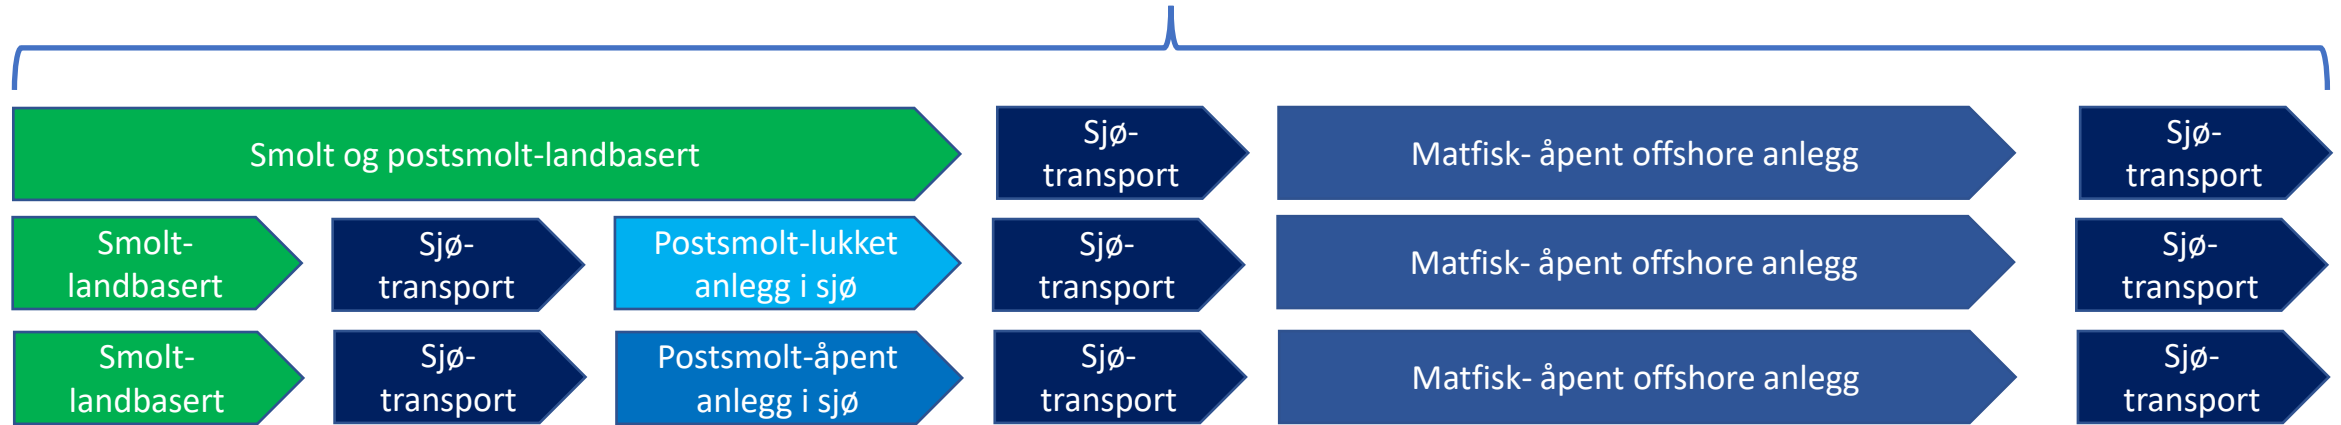 Smolt og postsmolt-landbasert
Sjø-
transport
Matfisk- åpent offshore anlegg
Sjø-
transport
Smolt-
landbasert
Sjø-
transport
Postsmolt-lukket
anlegg i sjø
Sjø-
transport
Matfisk- åpent offshore anlegg
Sjø-
transport
Smolt-
landbasert
Sjø-
transport
Postsmolt-åpent
anlegg i sjø
Sjø-
transport
Matfisk- åpent offshore anlegg
Sjø-
transport